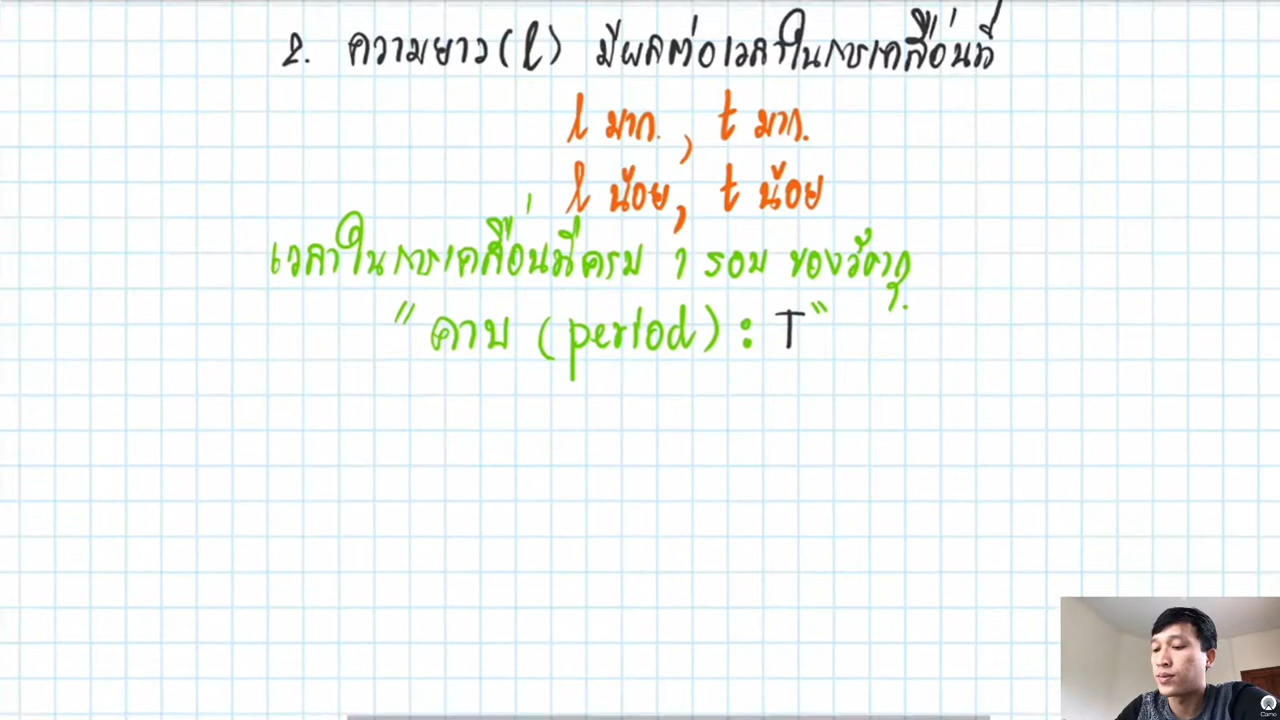 2. ความยาว (l) มีผลต่อเวลาในการเคลื่อนที่
l มาก, t มาก.
l น้อย, t น้อย
เวลาในการเคลื่อนที่ครบ 1 รอบ ของวัตถุ
"คาบ (period) : T"
Camo